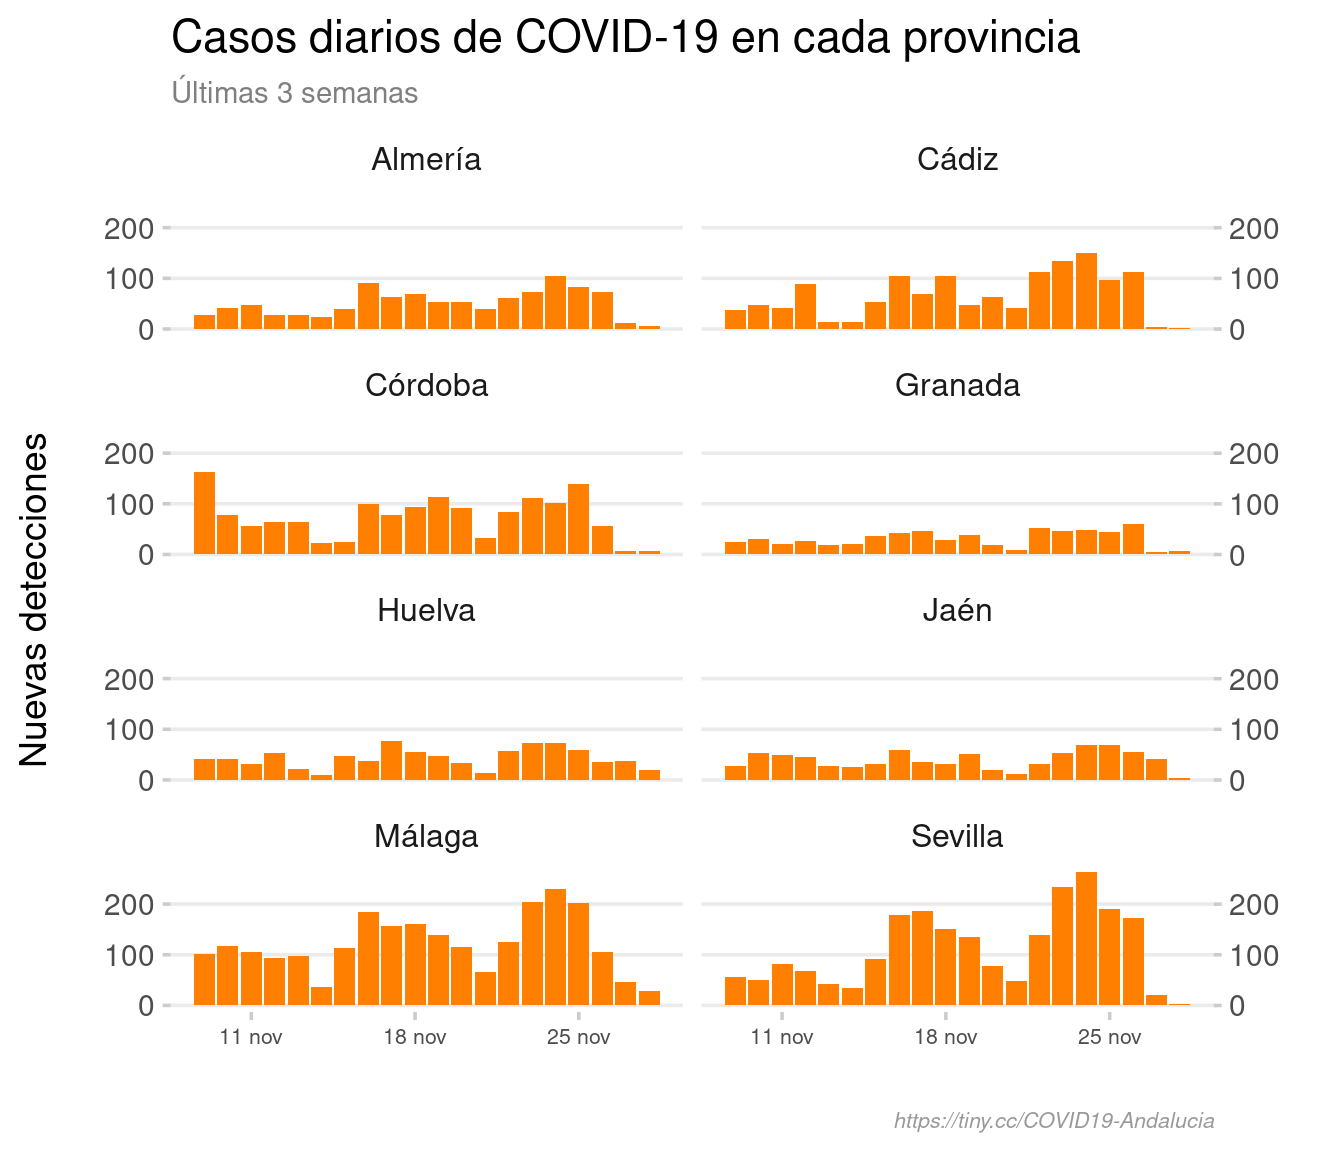 Casos diarios de COVID-19 en cada provincia
Últimas 3 semanas
Nuevas detecciones
Almería
Cádiz
200
100
0
200
100
0
Córdoba
Granada
200
100
0
200
100
0
Huelva
Jaén
200
100
0
200
100
0
Málaga
Sevilla
200
100
0
200
100
0
11 nov
18 nov
25 nov
11 nov
18 nov
25 nov
https://tiny.cc/COVID19-Andalucia